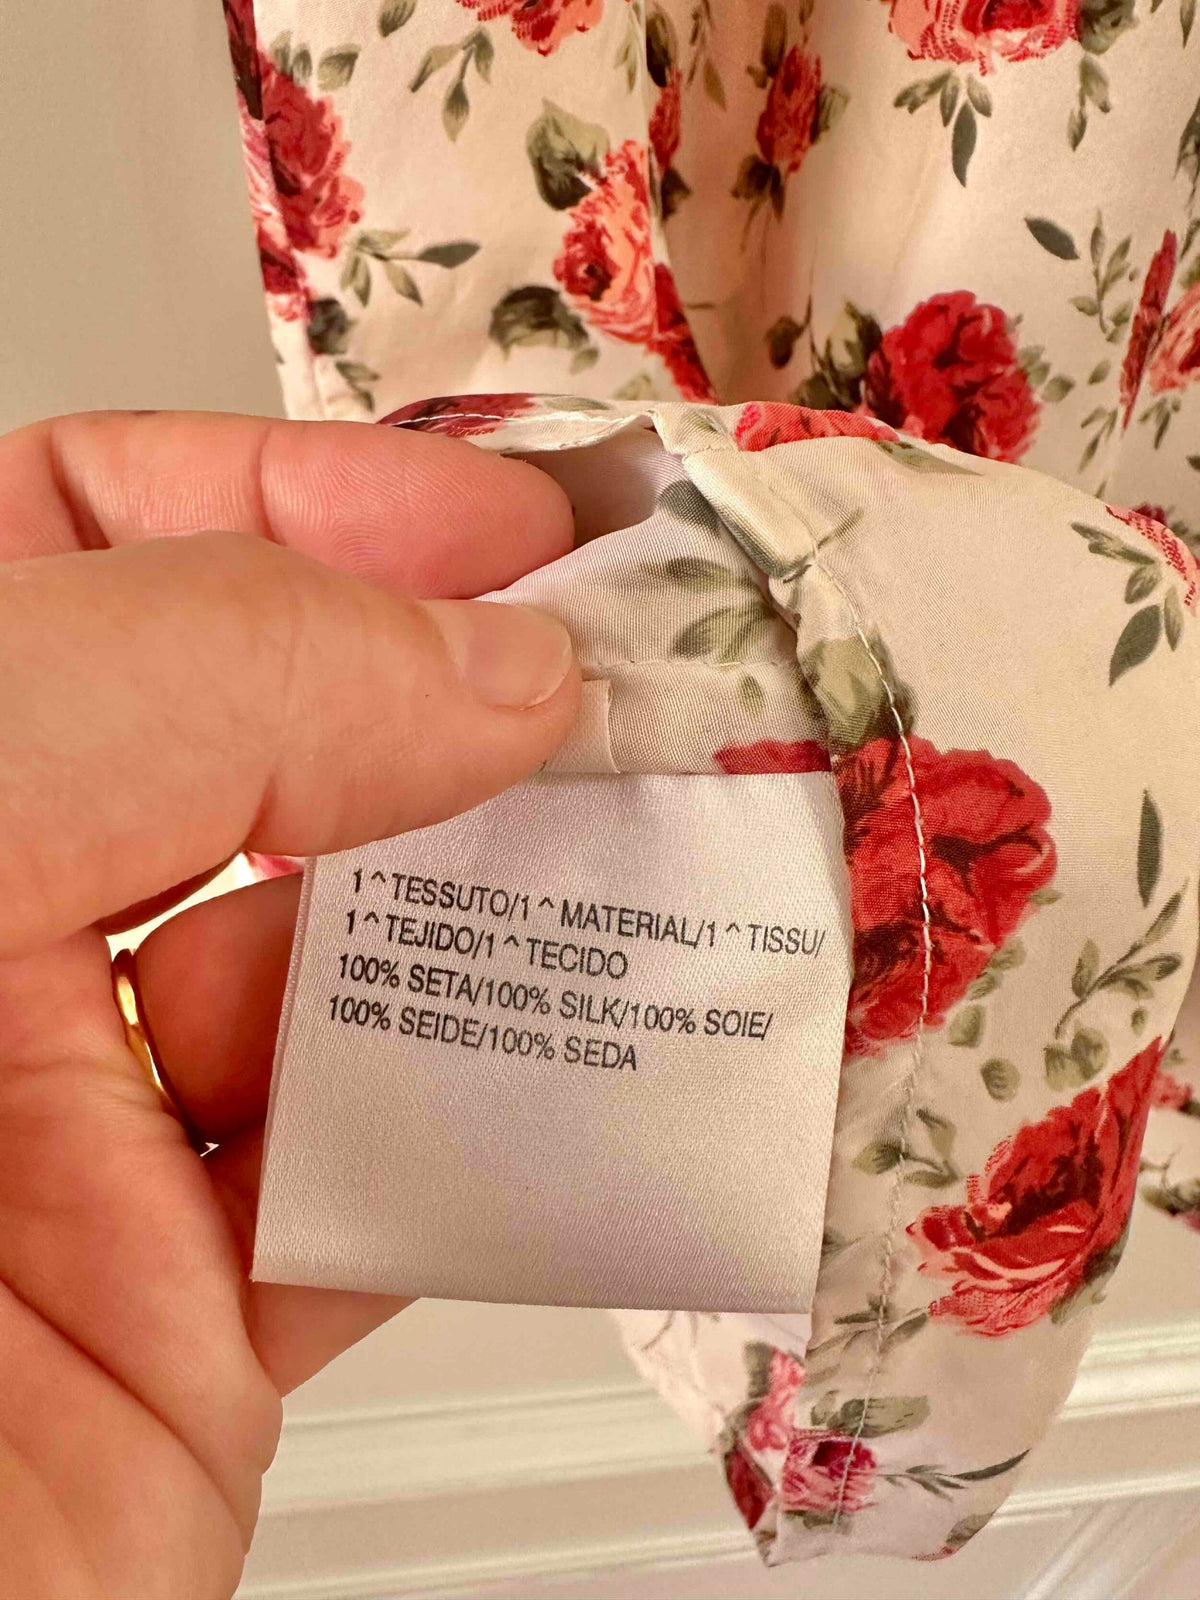 1^TESSUTO/1^MATERIAL/1^TISSU/
1^TEJIDO/1^TECIDO
100% SETA/100% SILK/100% SOIE/
100% SEIDE/100% SEDA